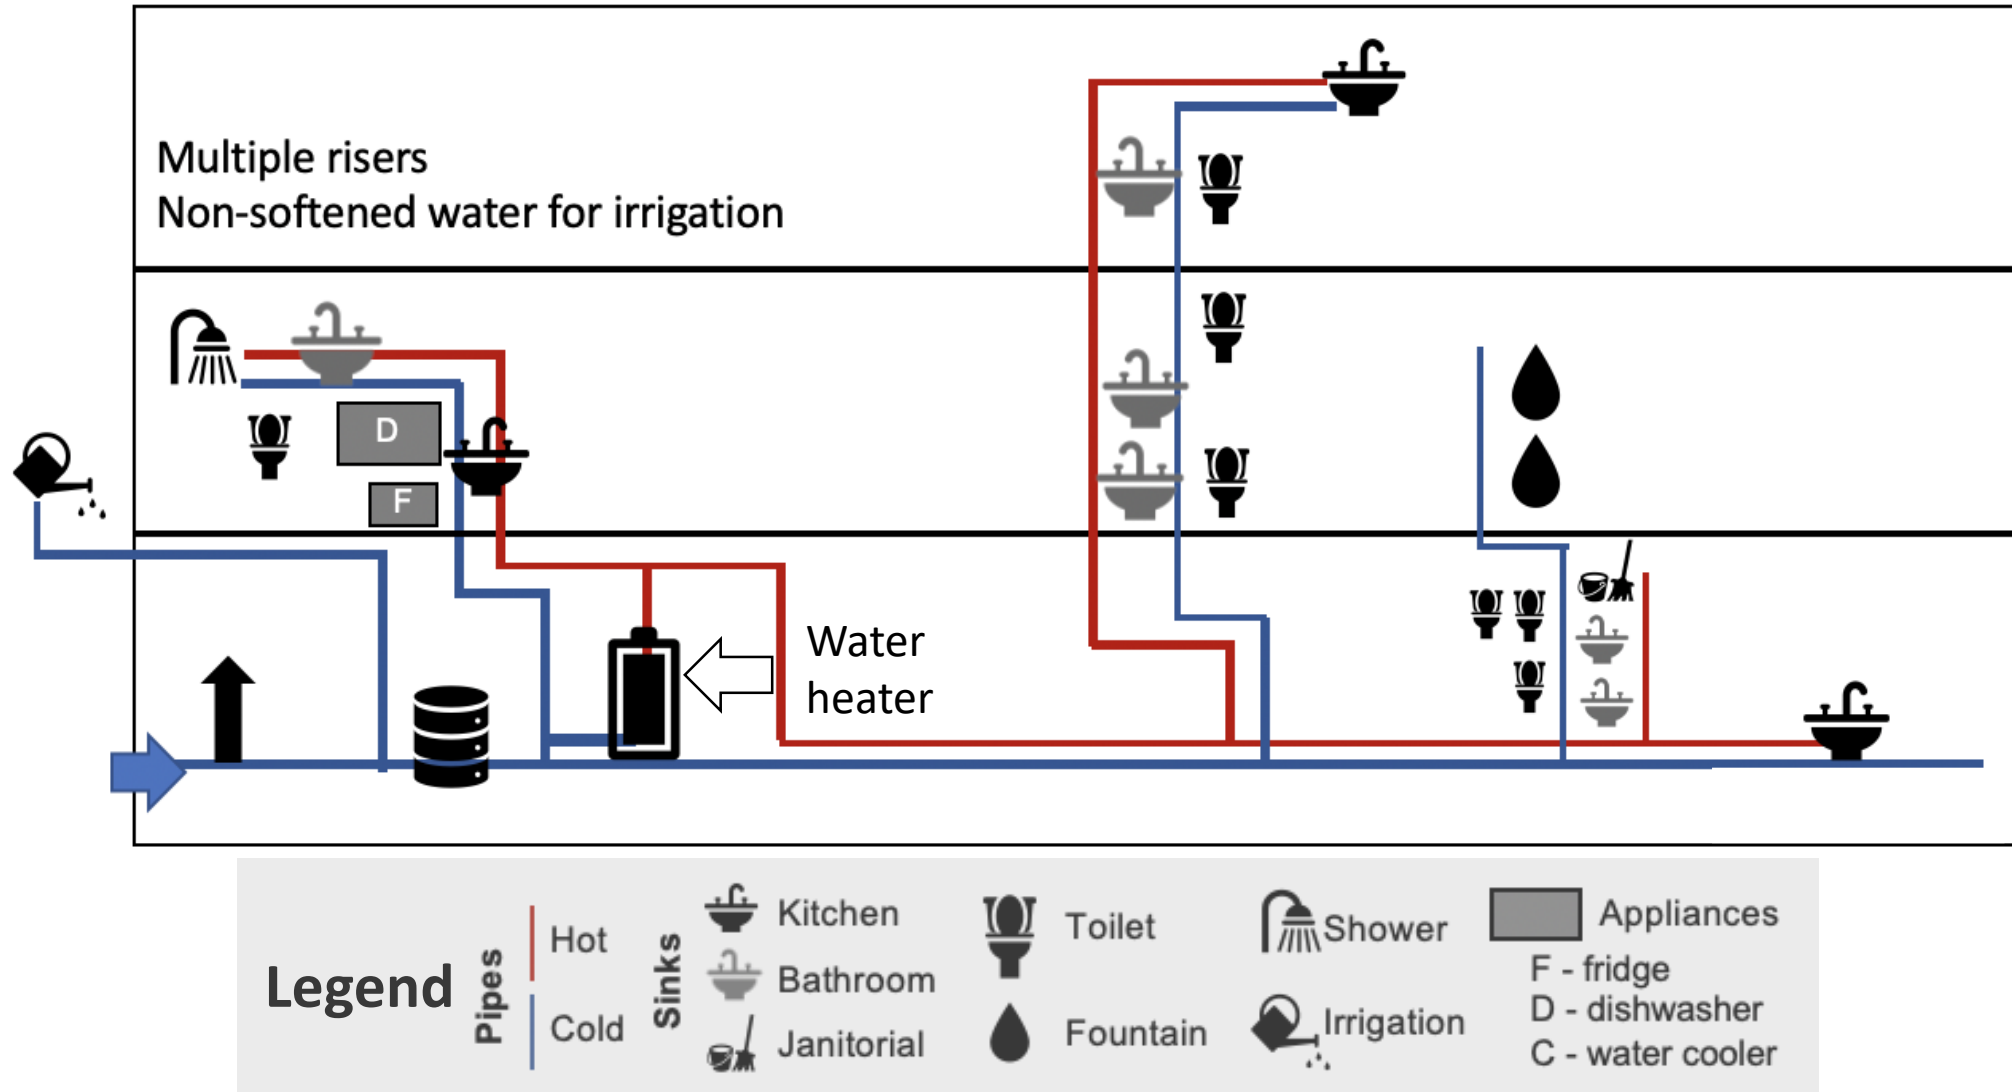 Multiple risers
Non-softened water for irrigation
D
F
Water
heater
Legend
Pipes
Hot
Cold
Sinks
Kitchen
Bathroom
Janitorial
Toilet
Fountain
Shower
Irrigation
Appliances
F - fridge
D - dishwasher
C - water cooler